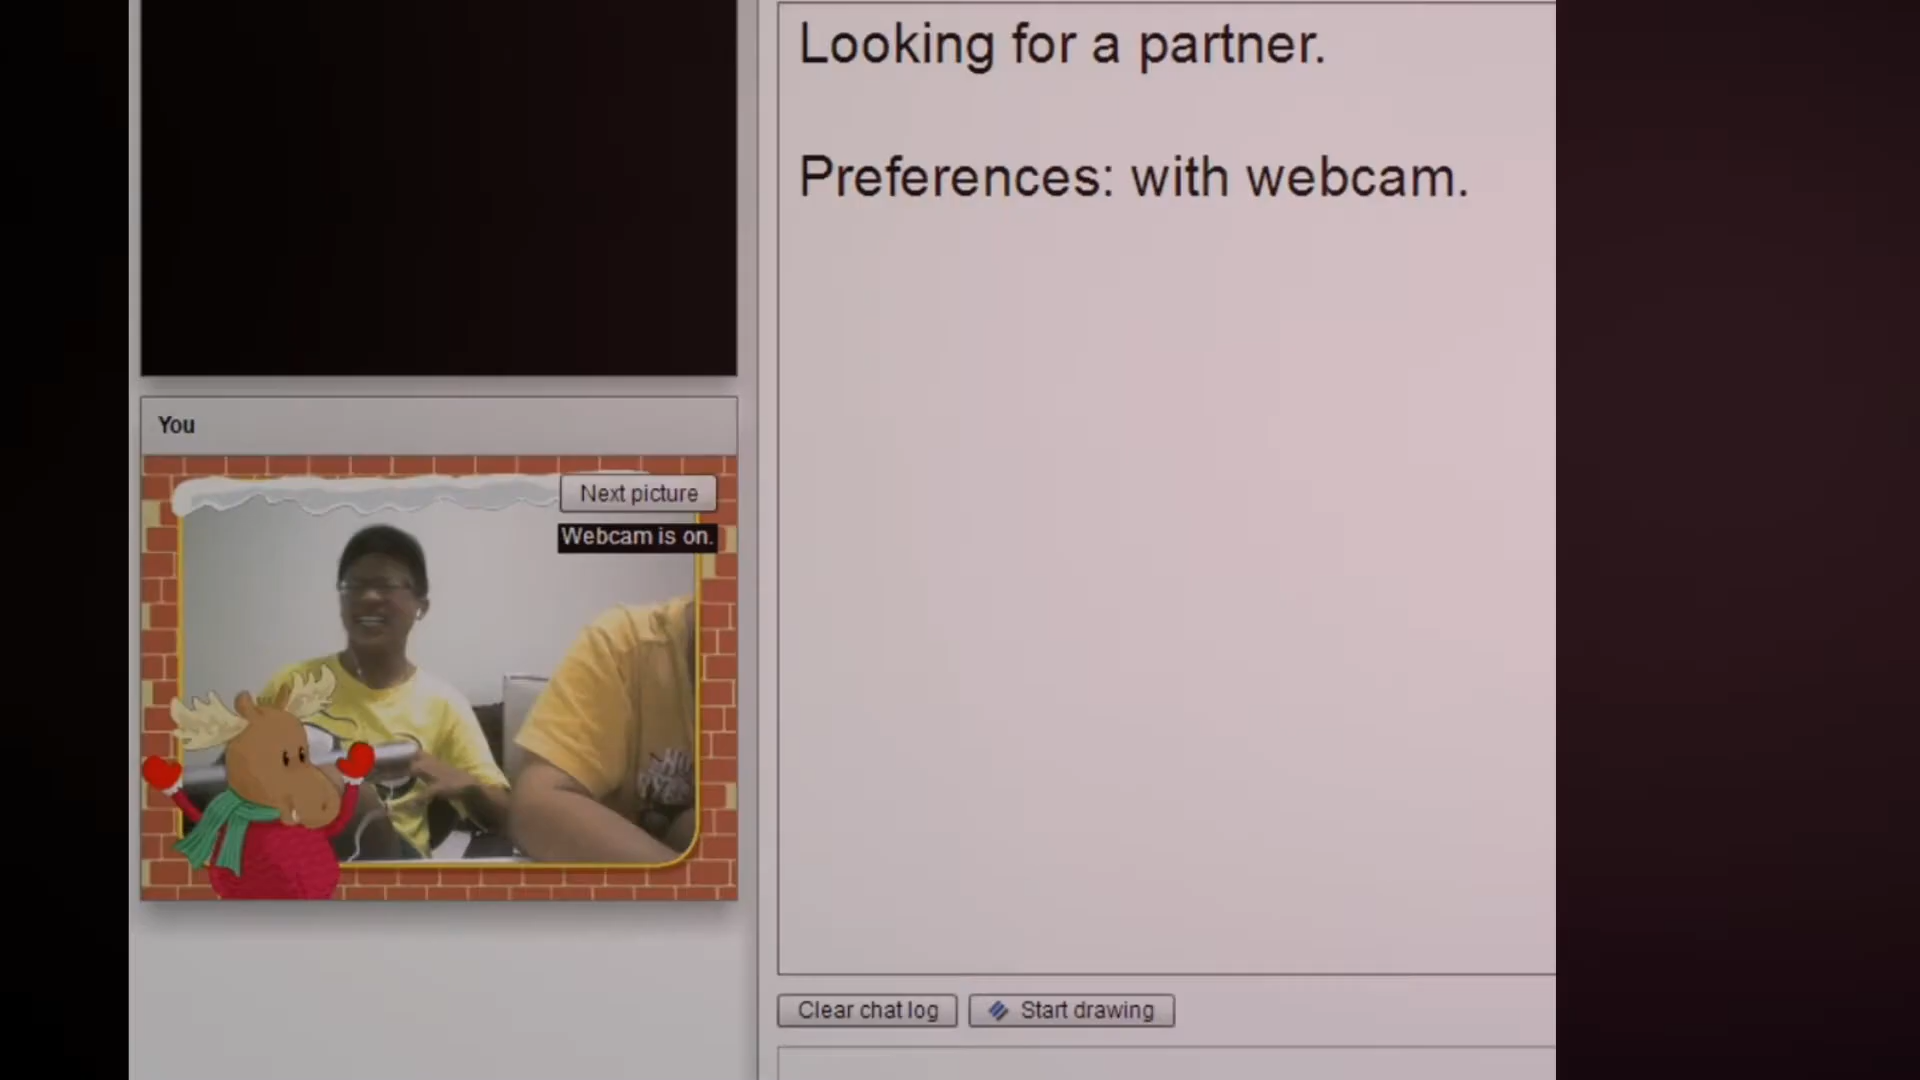 Looking for a partner.
Preferences: with webcam.
You
Next picture
Webcam is on.
Clear chat log
Start drawing